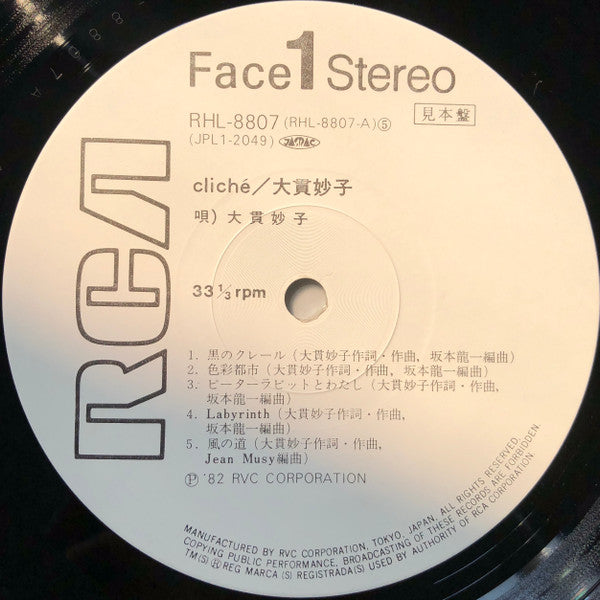 Face 1 Stereo
RHL-8807 (RHL-8807-A)⑤
見本盤
(JPL1-2049)
cliché／大貫妙子
唄) 大貫妙子
33⅓rpm
RCA
1. 黒のクレール (大貫妙子作詞・作曲, 坂本龍一編曲)
2. 色彩都市 (大貫妙子作詞・作曲, 坂本龍一編曲)
3. ピーターラビットとわたし (大貫妙子作詞・作曲,
坂本龍一編曲)
4. Labyrinth (大貫妙子作詞・作曲,
坂本龍一編曲)
5. 風の道 (大貫妙子作詞・作曲,
Jean Musy編曲)
Ⓟ '82 RVC CORPORATION
MANUFACTURED BY RVC CORPORATION, TOKYO, JAPAN. ALL RIGHTS RESERVED.
COPYING PUBLIC PERFORMANCE, BROADCASTING OF THESE RECORDS ARE FORBIDDEN.
TM(S) ® REG MARCA (S) REGISTRADA(S) USED BY AUTHORITY OF RCA CORPORATION.